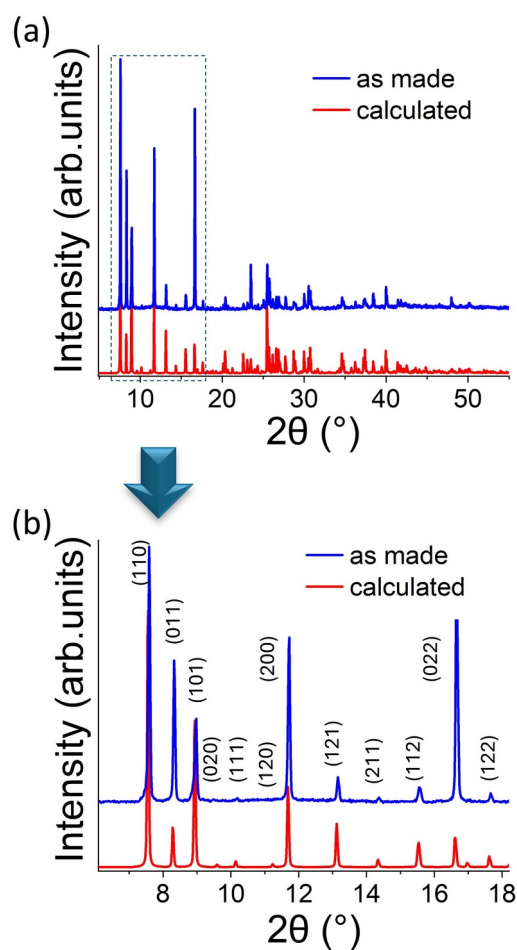 (a)
as made
calculated
Intensity (arb.units)
10 20 30 40 50
2θ (°)
(b)
as made
calculated
Intensity (arb.units)
(110)
(011)
(101)
(020)
(111)
(120)
(200)
(121)
(211)
(112)
(022)
(122)
8 10 12 14 16 18
2θ (°)